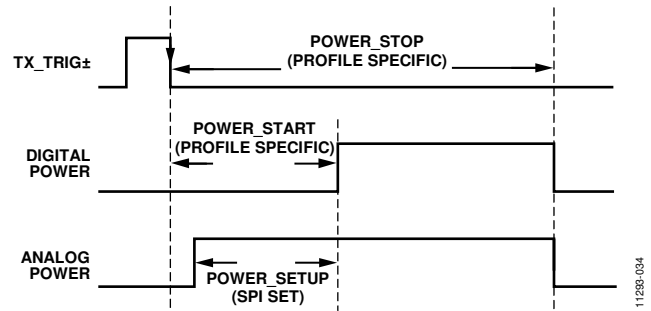 TX_TRIG±
POWER_STOP
(PROFILE SPECIFIC)
POWER_START
(PROFILE SPECIFIC)
DIGITAL
POWER
ANALOG
POWER
POWER_SETUP
(SPI SET)
11293-034